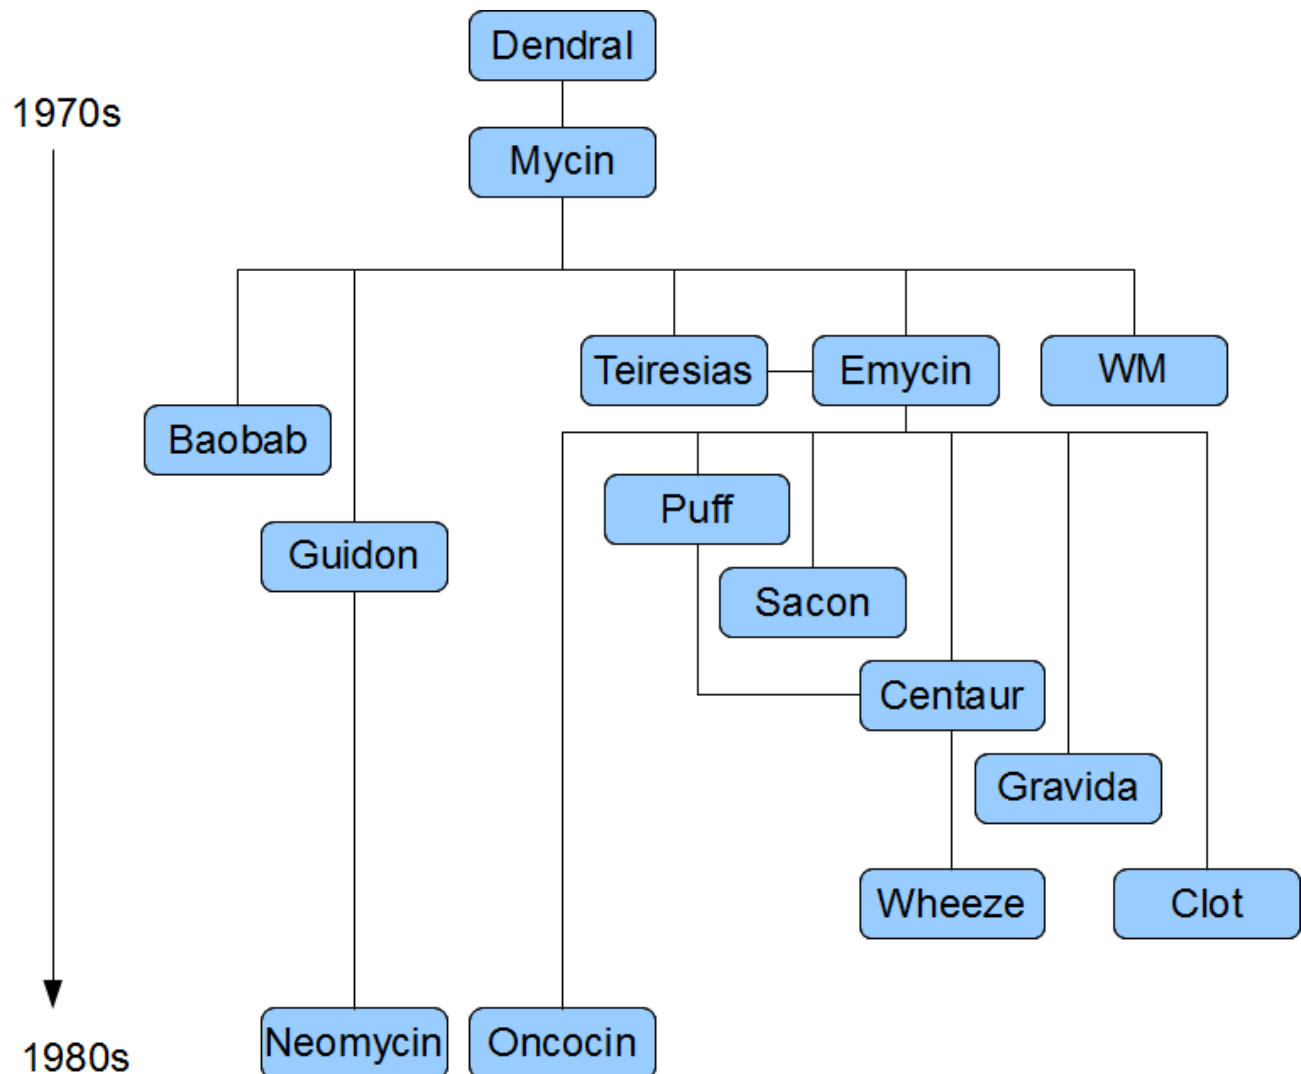 Dendral
1970s
Mycin
Teiresias
Emycin
WM
Baobab
Puff
Guidon
Sacon
Centaur
Gravida
Wheeze
Clot
Neomycin
Oncocin
1980s